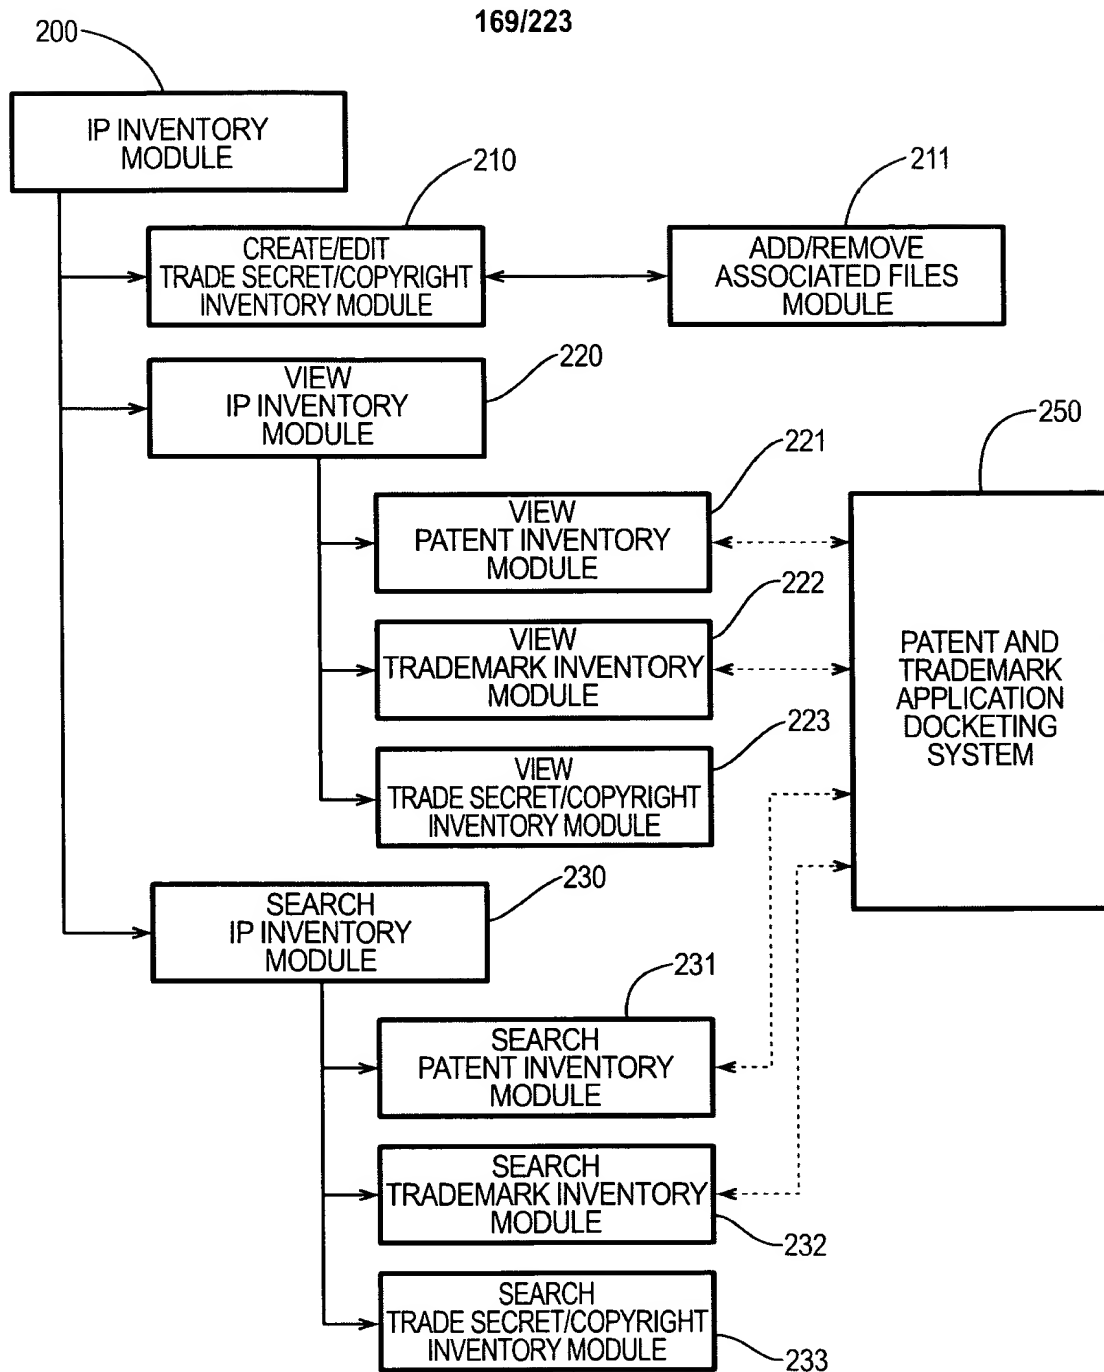 169/223
200
IP INVENTORY
MODULE
210
211
CREATE/EDIT
TRADE SECRET/COPYRIGHT
INVENTORY MODULE
ADD/REMOVE
ASSOCIATED FILES
MODULE
220
VIEW
IP INVENTORY
MODULE
250
221
VIEW
PATENT INVENTORY
MODULE
222
VIEW
TRADEMARK INVENTORY
MODULE
PATENT AND
TRADEMARK
APPLICATION
DOCKETING
SYSTEM
223
VIEW
TRADE SECRET/COPYRIGHT
INVENTORY MODULE
230
SEARCH
IP INVENTORY
MODULE
231
SEARCH
PATENT INVENTORY
MODULE
SEARCH
TRADEMARK INVENTORY
MODULE
232
SEARCH
TRADE SECRET/COPYRIGHT
INVENTORY MODULE
233